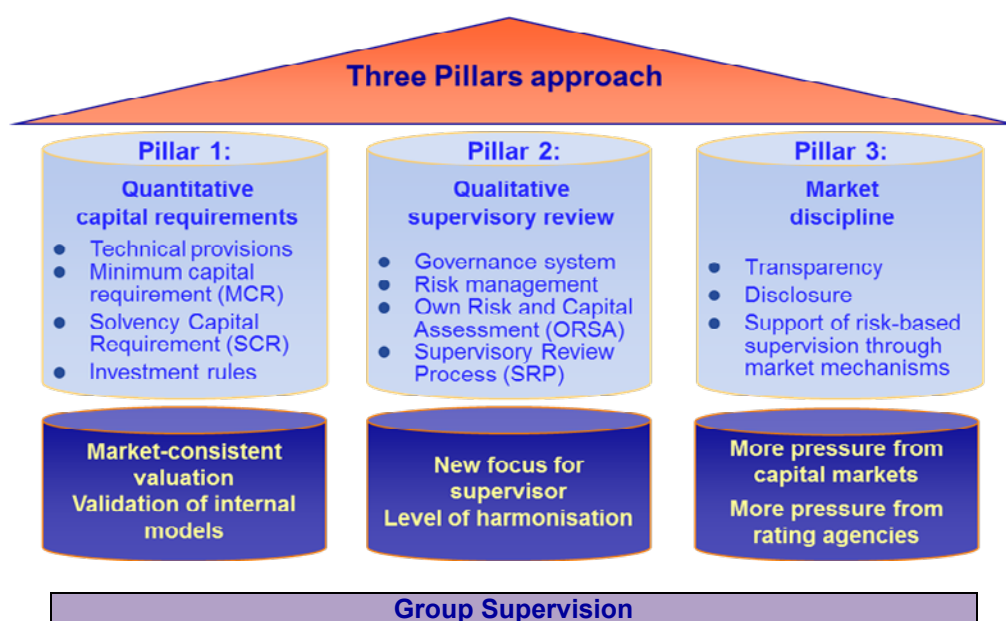 Three Pillars approach
Pillar 1:
Quantitative
capital requirements
• Technical provisions
• Minimum capital
requirement (MCR)
• Solvency Capital
Requirement (SCR)
• Investment rules
Market-consistent
valuation
Validation of internal
models
Pillar 2:
Qualitative
supervisory review
• Governance system
• Risk management
• Own Risk and Capital
Assessment (ORSA)
• Supervisory Review
Process (SRP)
New focus for
supervisor
Level of harmonisation
Pillar 3:
Market
discipline
• Transparency
• Disclosure
• Support of risk-based
supervision through
market mechanisms
More pressure from
capital markets
More pressure from
rating agencies
Group Supervision